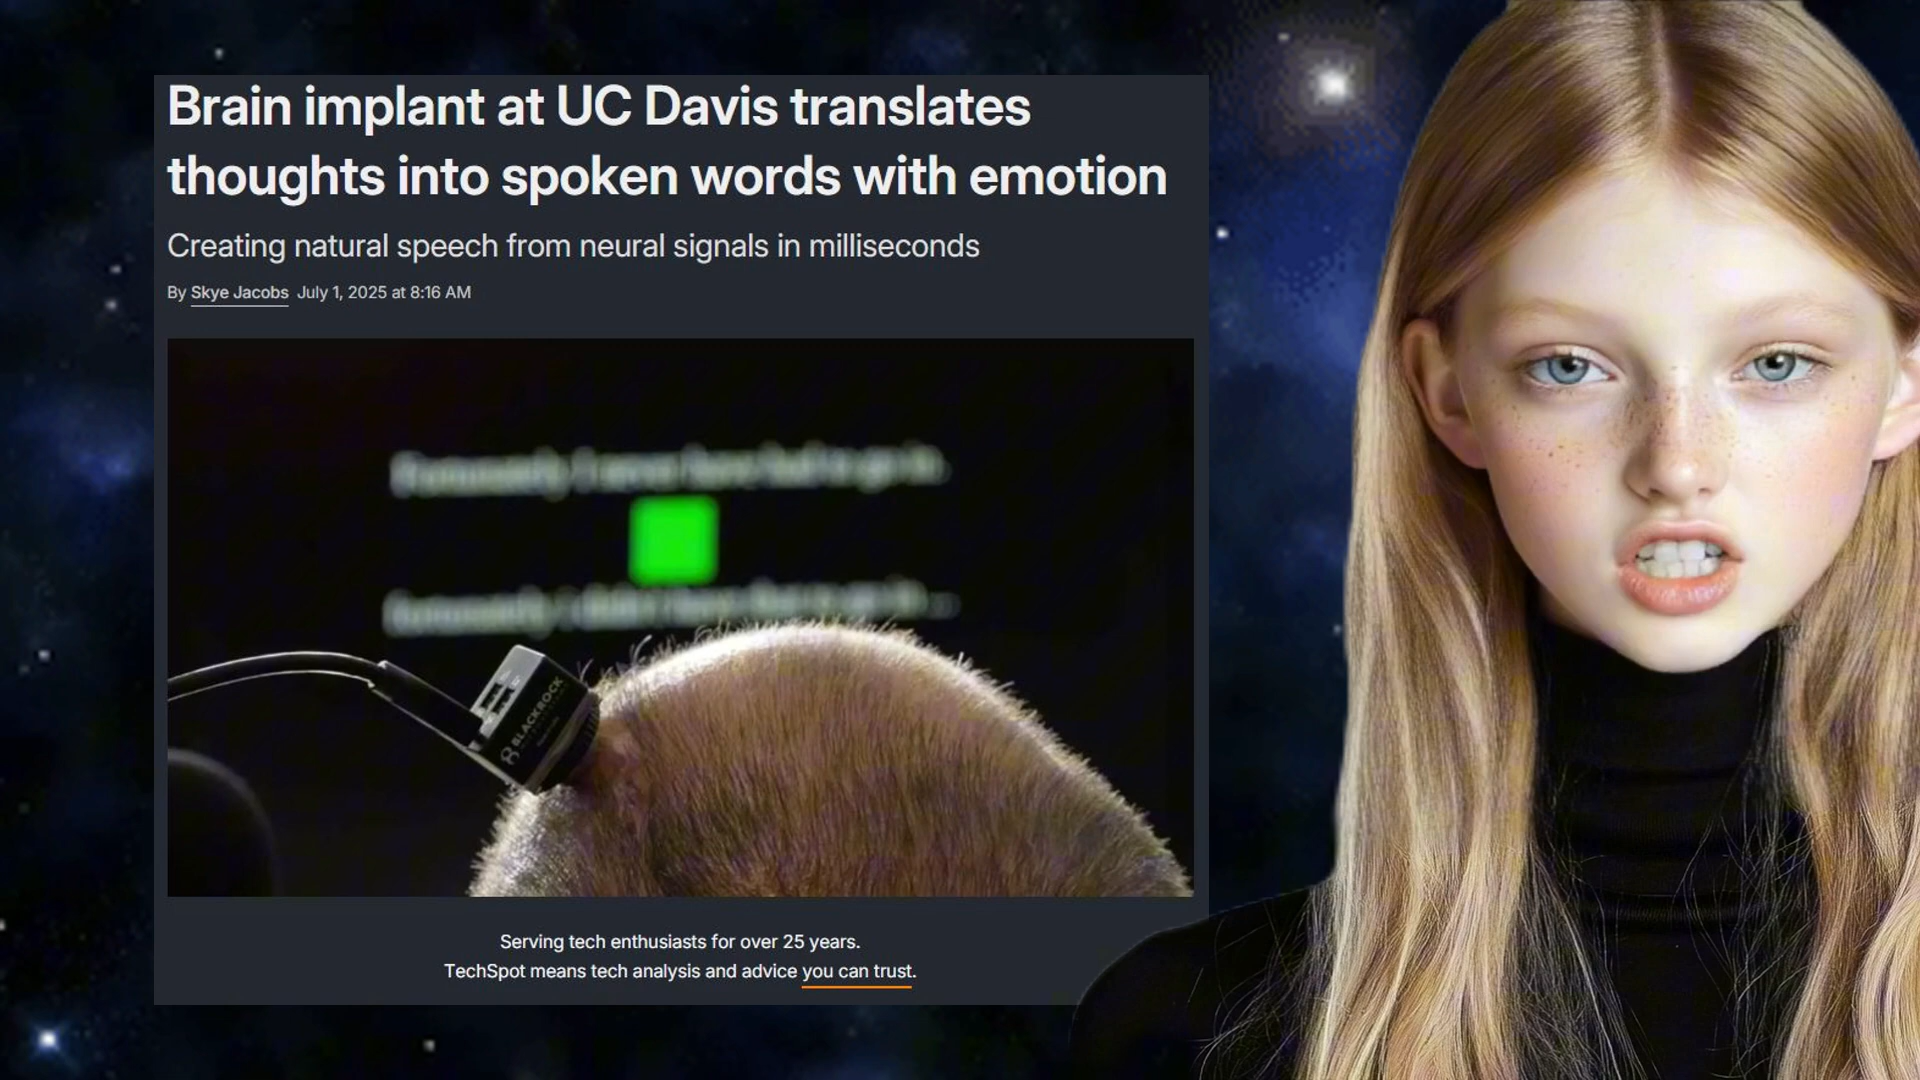 Brain implant at UC Davis translates
thoughts into spoken words with emotion
Creating natural speech from neural signals in milliseconds
By Skye Jacobs July 1, 2025 at 8:16 AM
BLACKROCK
Serving tech enthusiasts for over 25 years.
TechSpot means tech analysis and advice you can trust.